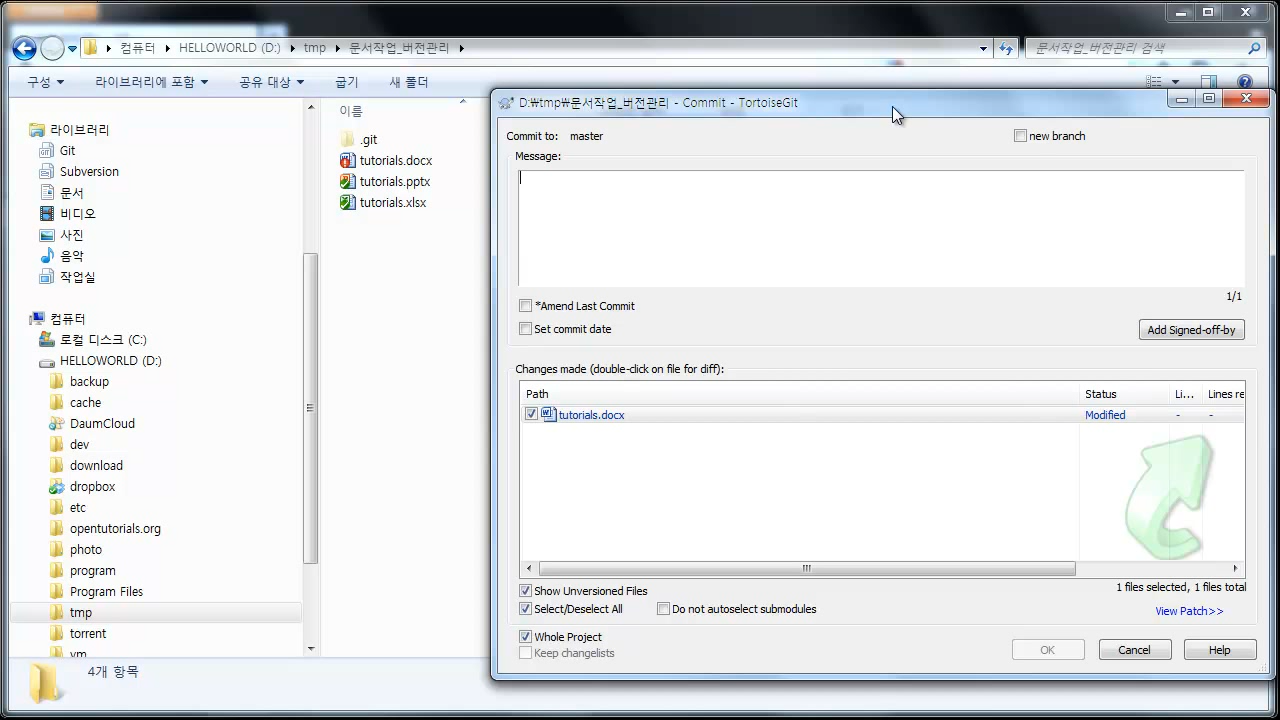 컴퓨터 HELLOWORLD (D:) tmp 문서작업_버전관리
문서작업_버전관리 검색
구성 라이브러리에 포함 공유 대상 굽기 새 폴더
라이브러리
Git
Subversion
문서
비디오
사진
음악
작업실
컴퓨터
로컬 디스크 (C:)
HELLOWORLD (D:)
backup
cache
DaumCloud
dev
download
dropbox
etc
opentutorials.org
photo
program
Program Files
tmp
torrent
vm
이름
.git
tutorials.docx
tutorials.pptx
tutorials.xlsx
4개 항목
D:₩tmp₩문서작업_버전관리 - Commit - TortoiseGit
Commit to: master
new branch
Message:
1/1
*Amend Last Commit
Set commit date
Add Signed-off-by
Changes made (double-click on file for diff):
Path Status Li... Lines re
tutorials.docx Modified - -
Show Unversioned Files
1 files selected, 1 files total
Select/Deselect All
Do not autoselect submodules
View Patch>>
Whole Project
Keep changelists
OK Cancel Help